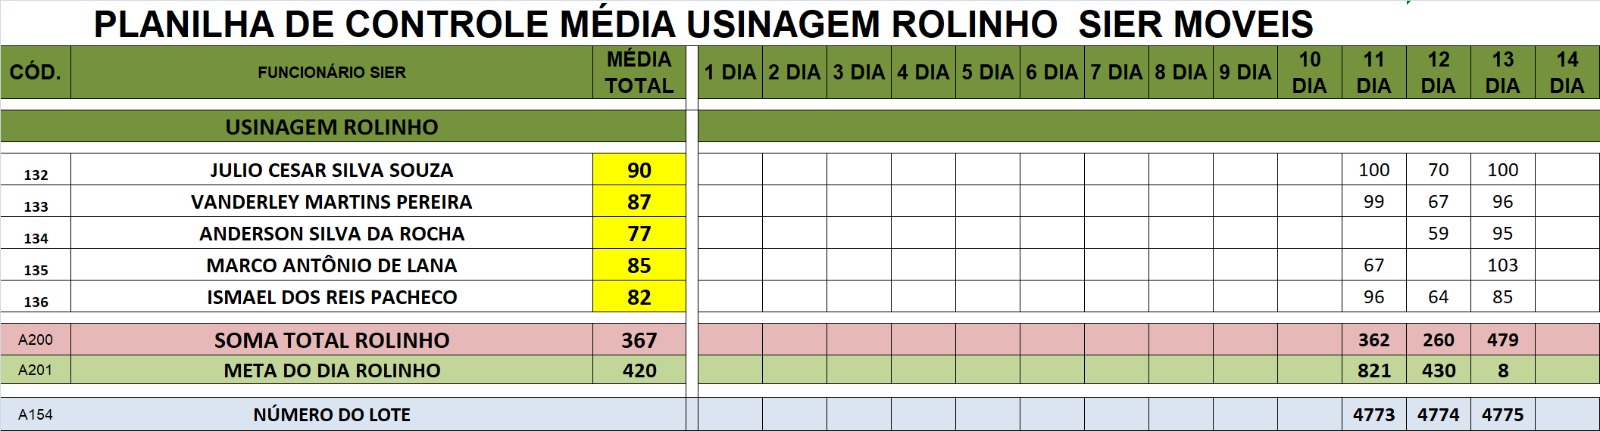 PLANILHA DE CONTROLE MÉDIA USINAGEM ROLINHO  SIER MOVEIS
CÓD. FUNCIONÁRIO SIER MÉDIA TOTAL 1 DIA 2 DIA 3 DIA 4 DIA 5 DIA 6 DIA 7 DIA 8 DIA 9 DIA 10 DIA 11 DIA 12 DIA 13 DIA 14 DIA
USINAGEM ROLINHO
132 JULIO CESAR SILVA SOUZA 90 100 70 100
133 VANDERLEY MARTINS PEREIRA 87 99 67 96
134 ANDERSON SILVA DA ROCHA 77 59 95
135 MARCO ANTÔNIO DE LANA 85 67 103
136 ISMAEL DOS REIS PACHECO 82 96 64 85
A200 SOMA TOTAL ROLINHO 367 362 260 479
A201 META DO DIA ROLINHO 420 821 430 8
A154 NÚMERO DO LOTE 4773 4774 4775